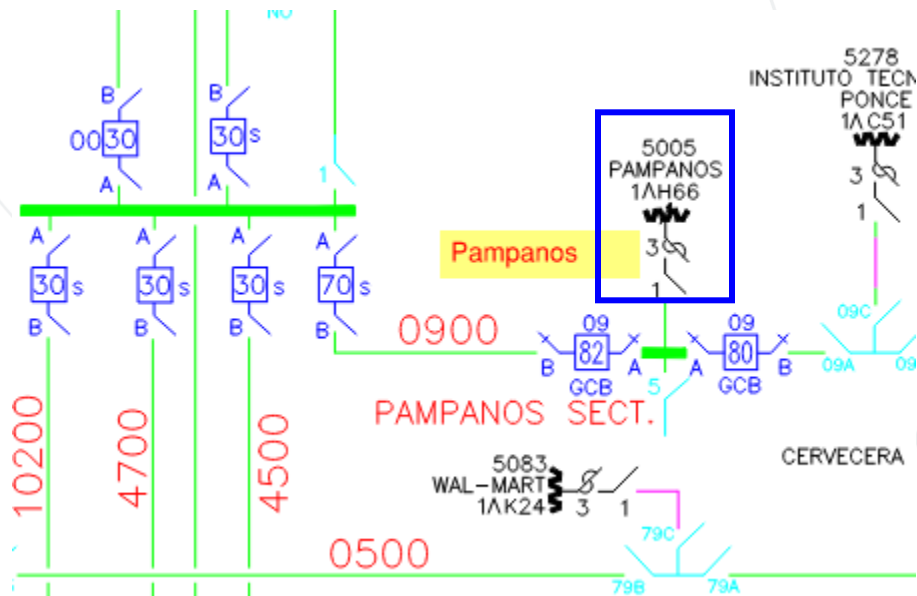 NO
B
B
0030
30 s
A
A
1
5278
INSTITUTO TECN
PONCE
1ΛC51
3
1
5005
PAMPANOS
1ΛH66
3
1
Pampanos
A
A
A
A
30 s
30 s
30 s
70 s
B
B
B
B
0900
09
82
B
A
GCB
09
80
A
B
GCB
09C
09A
09
5
PAMPANOS SECT.
10200
4700
4500
5083
WAL-MART
1ΛK24
3
1
CERVECERA
79C
0500
79B
79A